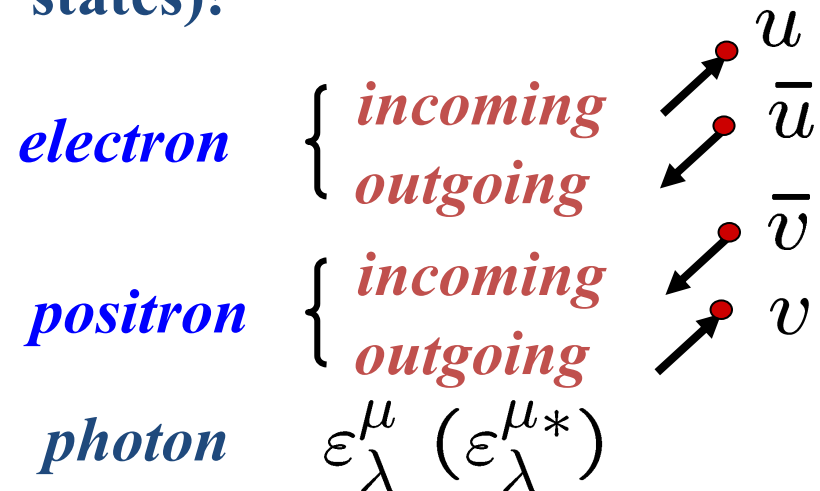 states):
u
incoming
u̅
electron {
outgoing
v̅
incoming
positron {
v
outgoing
photon ε^μ_λ (ε^μ*_λ)